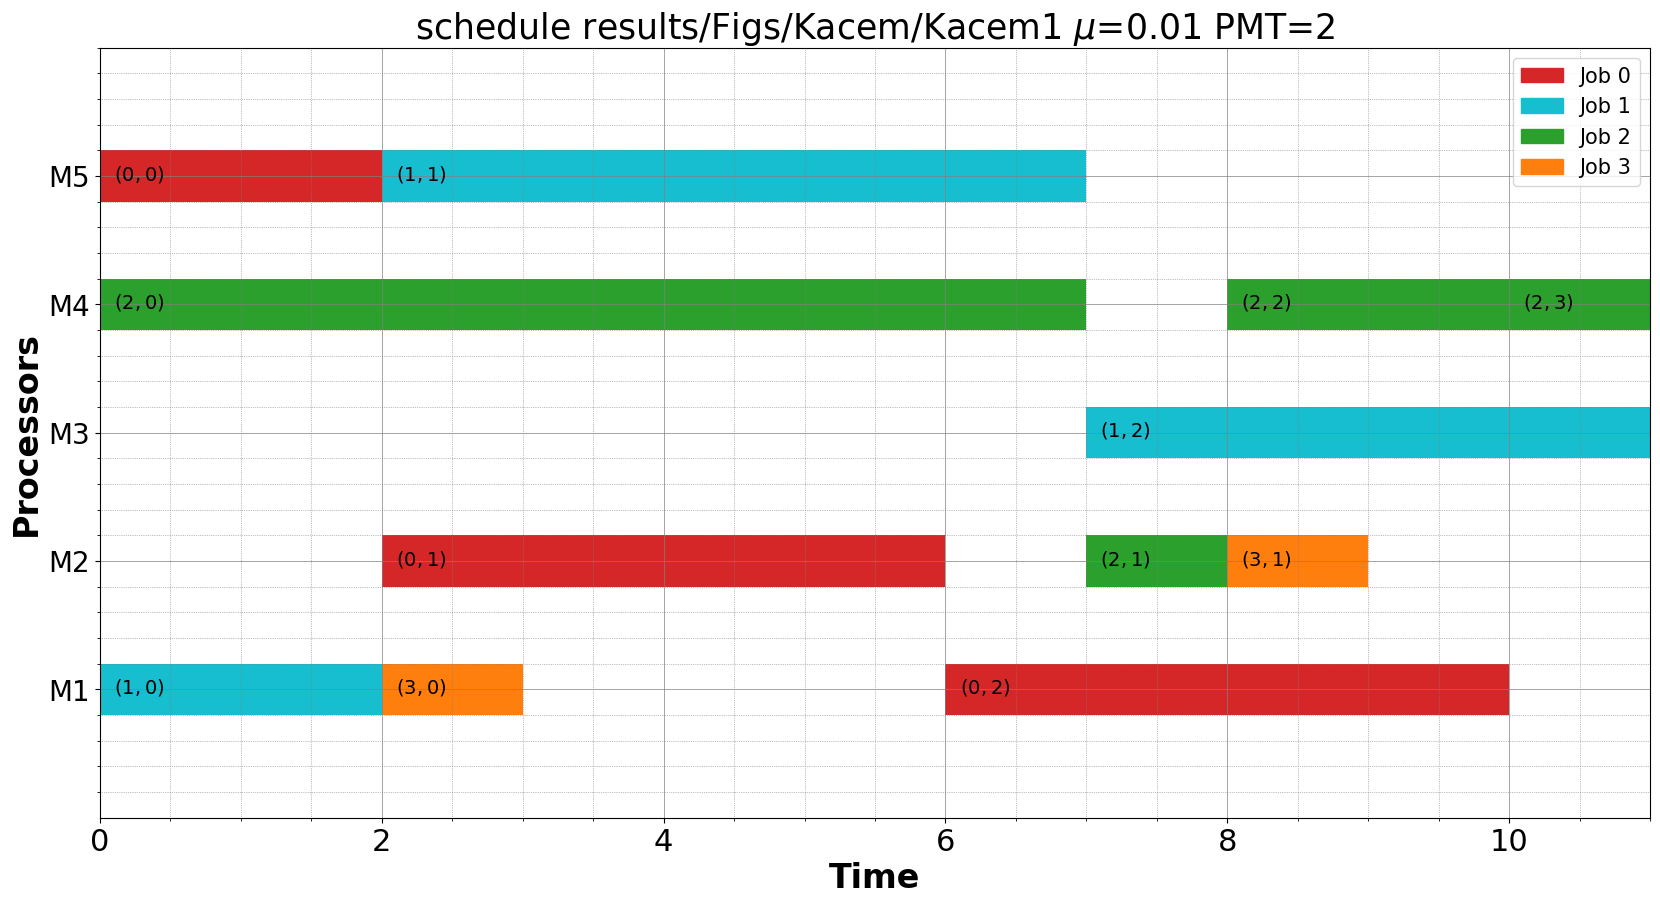 schedule results/Figs/Kacem/Kacem1 μ=0.01 PMT=2
Job 0
Job 1
Job 2
Job 3
Processors
M5
(0, 0)
(1, 1)
M4
(2, 0)
(2, 2)
(2, 3)
M3
(1, 2)
M2
(0, 1)
(2, 1)
(3, 1)
M1
(1, 0)
(3, 0)
(0, 2)
0 2 4 6 8 10
Time